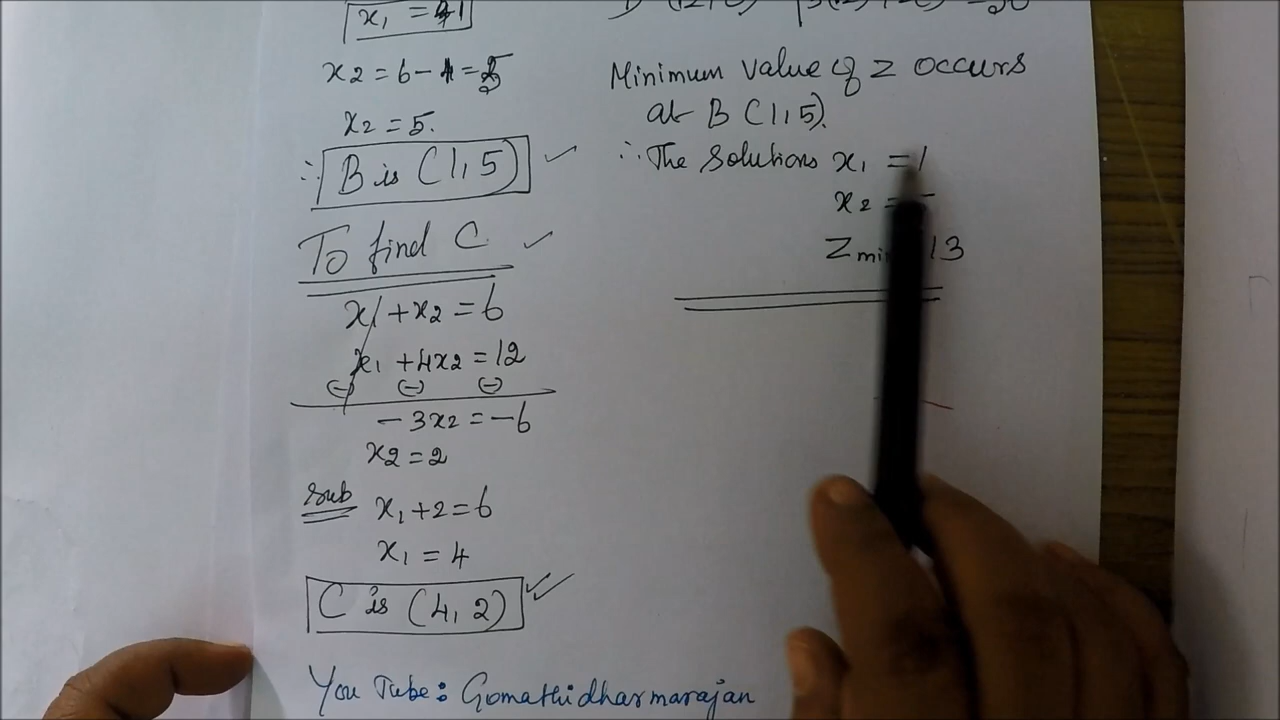 x₂ = 6 - 1 = 5
x₂ = 5.
∴ B is (1, 5) ✓
To find C ✓
x₁ + x₂ = 6
x₁ + 4x₂ = 12
(-) (-) (-)
- 3x₂ = - 6
x₂ = 2
Sub x₁ + 2 = 6
x₁ = 4
C is (4, 2) ✓✓
You Tube: Gomathidharmarajan
Minimum value of Z occurs
at B (1, 5).
∴ The Solutions x₁ = 1
x₂ =
Z min 13